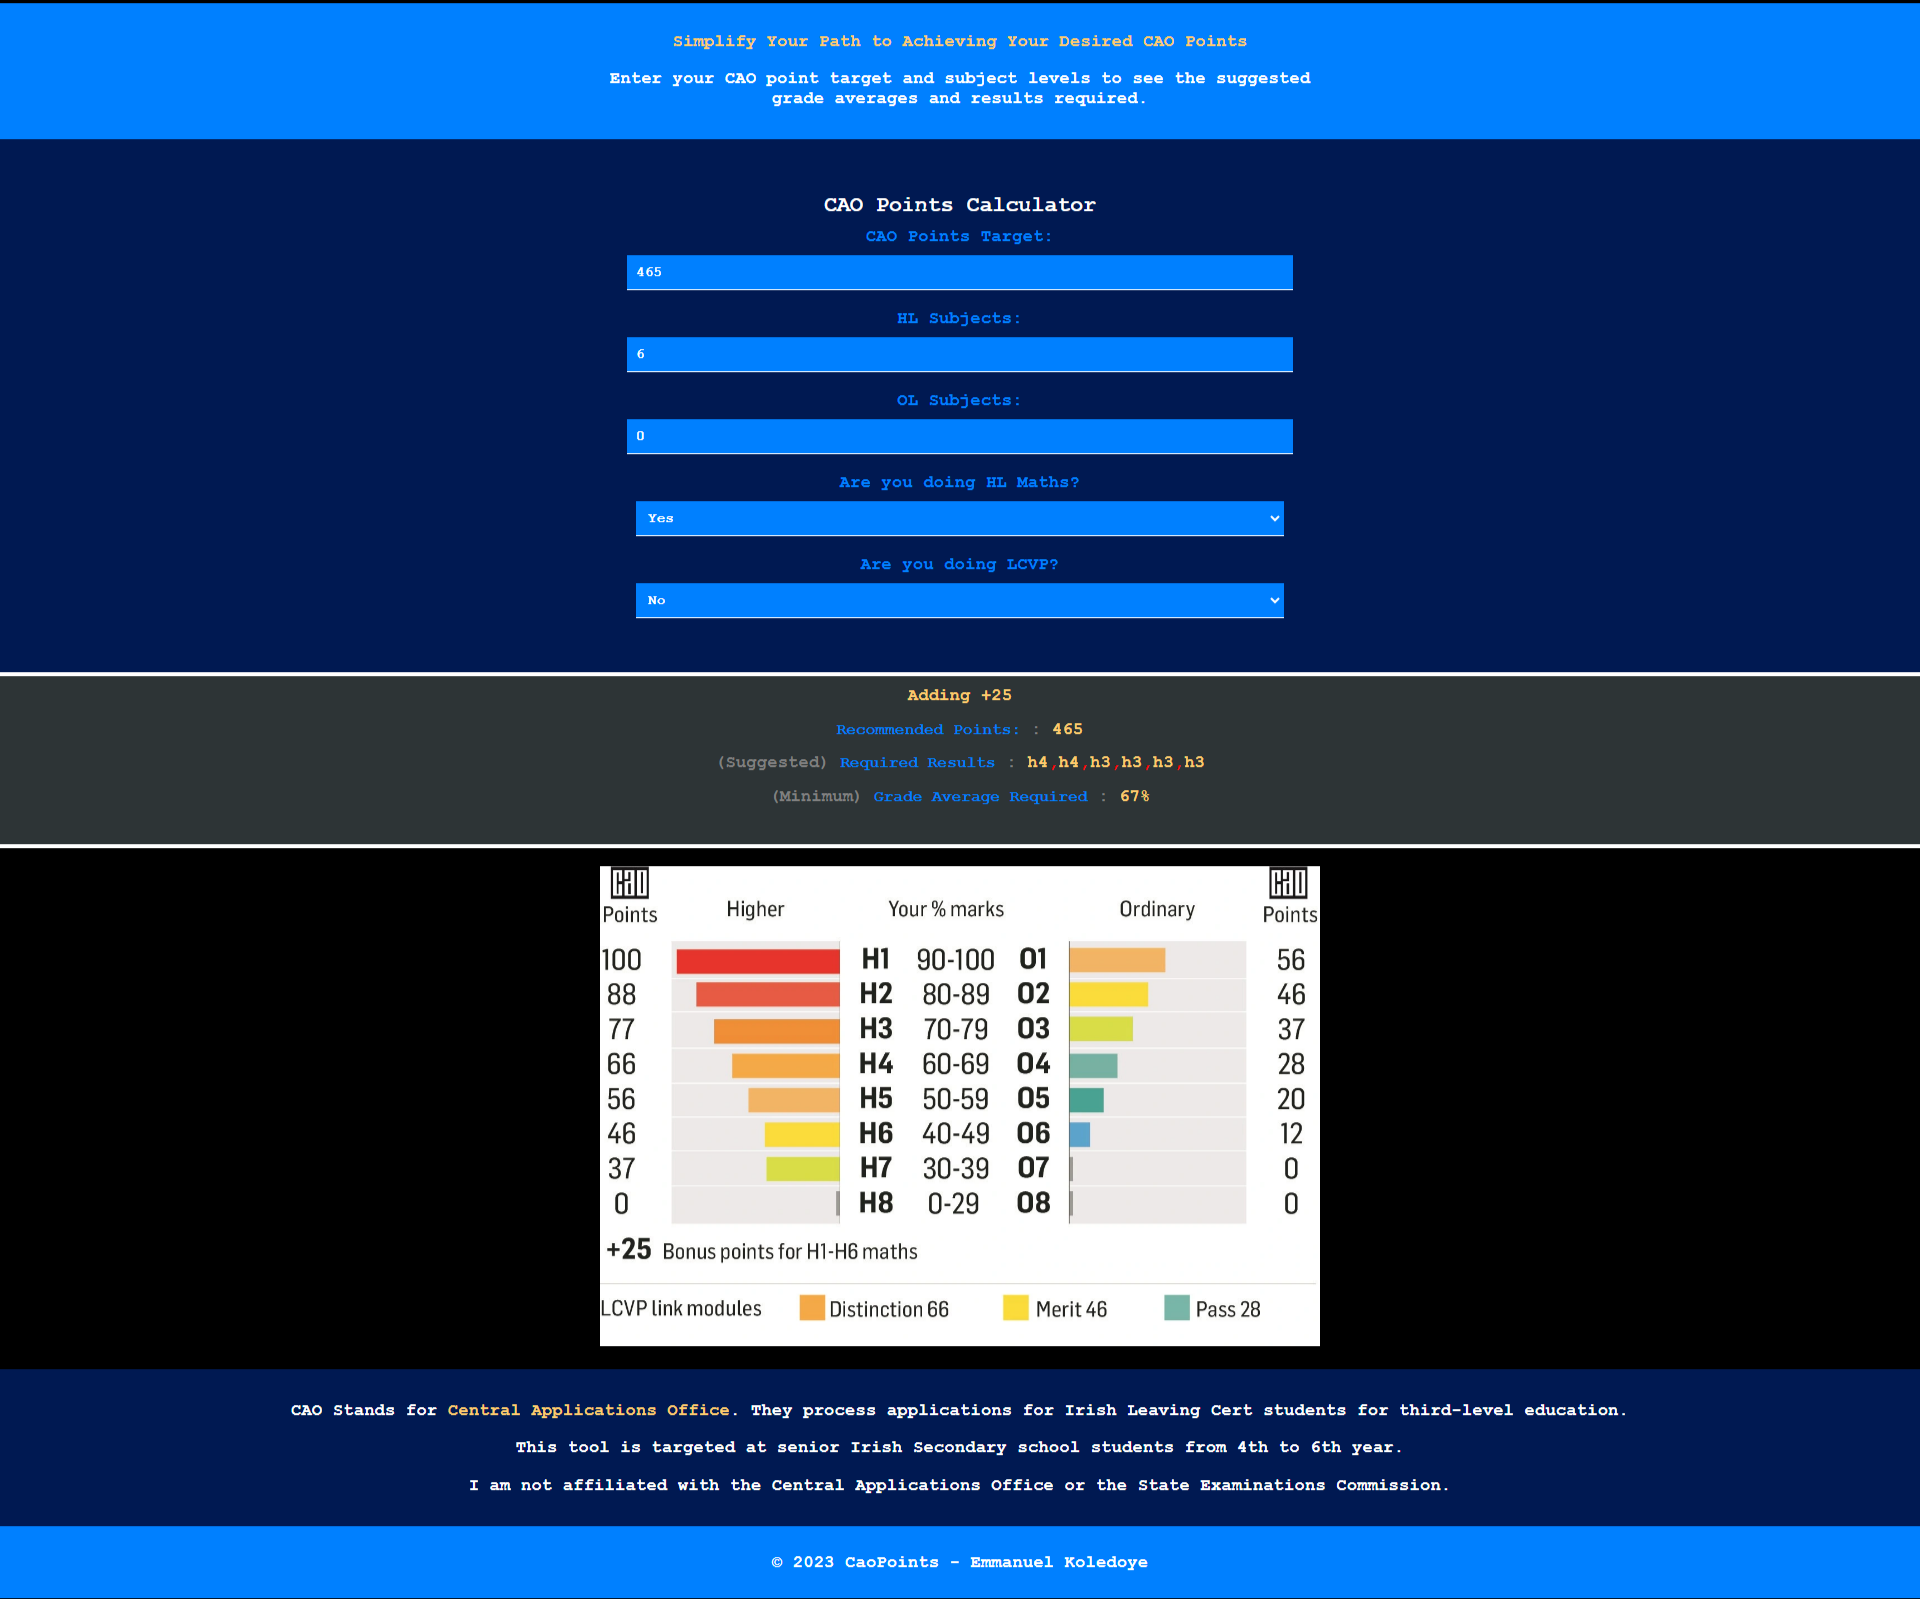 Simplify Your Path to Achieving Your Desired CAO Points
Enter your CAO point target and subject levels to see the suggested
grade averages and results required.
CAO Points Calculator
CAO Points Target:
465
HL Subjects:
6
OL Subjects:
0
Are you doing HL Maths?
Yes
Are you doing LCVP?
No
Adding +25
Recommended Points: : 465
(Suggested) Required Results : h4,h4,h3,h3,h3,h3
(Minimum) Grade Average Required : 67%
CAO CAO
Points Higher Your % marks Ordinary Points
100 H1 90-100 O1 56
88 H2 80-89 O2 46
77 H3 70-79 O3 37
66 H4 60-69 O4 28
56 H5 50-59 O5 20
46 H6 40-49 O6 12
37 H7 30-39 O7 0
0 H8 0-29 O8 0
+25 Bonus points for H1-H6 maths
LCVP link modules Distinction 66 Merit 46 Pass 28
CAO Stands for Central Applications Office. They process applications for Irish Leaving Cert students for third-level education.
This tool is targeted at senior Irish Secondary school students from 4th to 6th year.
I am not affiliated with the Central Applications Office or the State Examinations Commission.
© 2023 CaoPoints - Emmanuel Koledoye